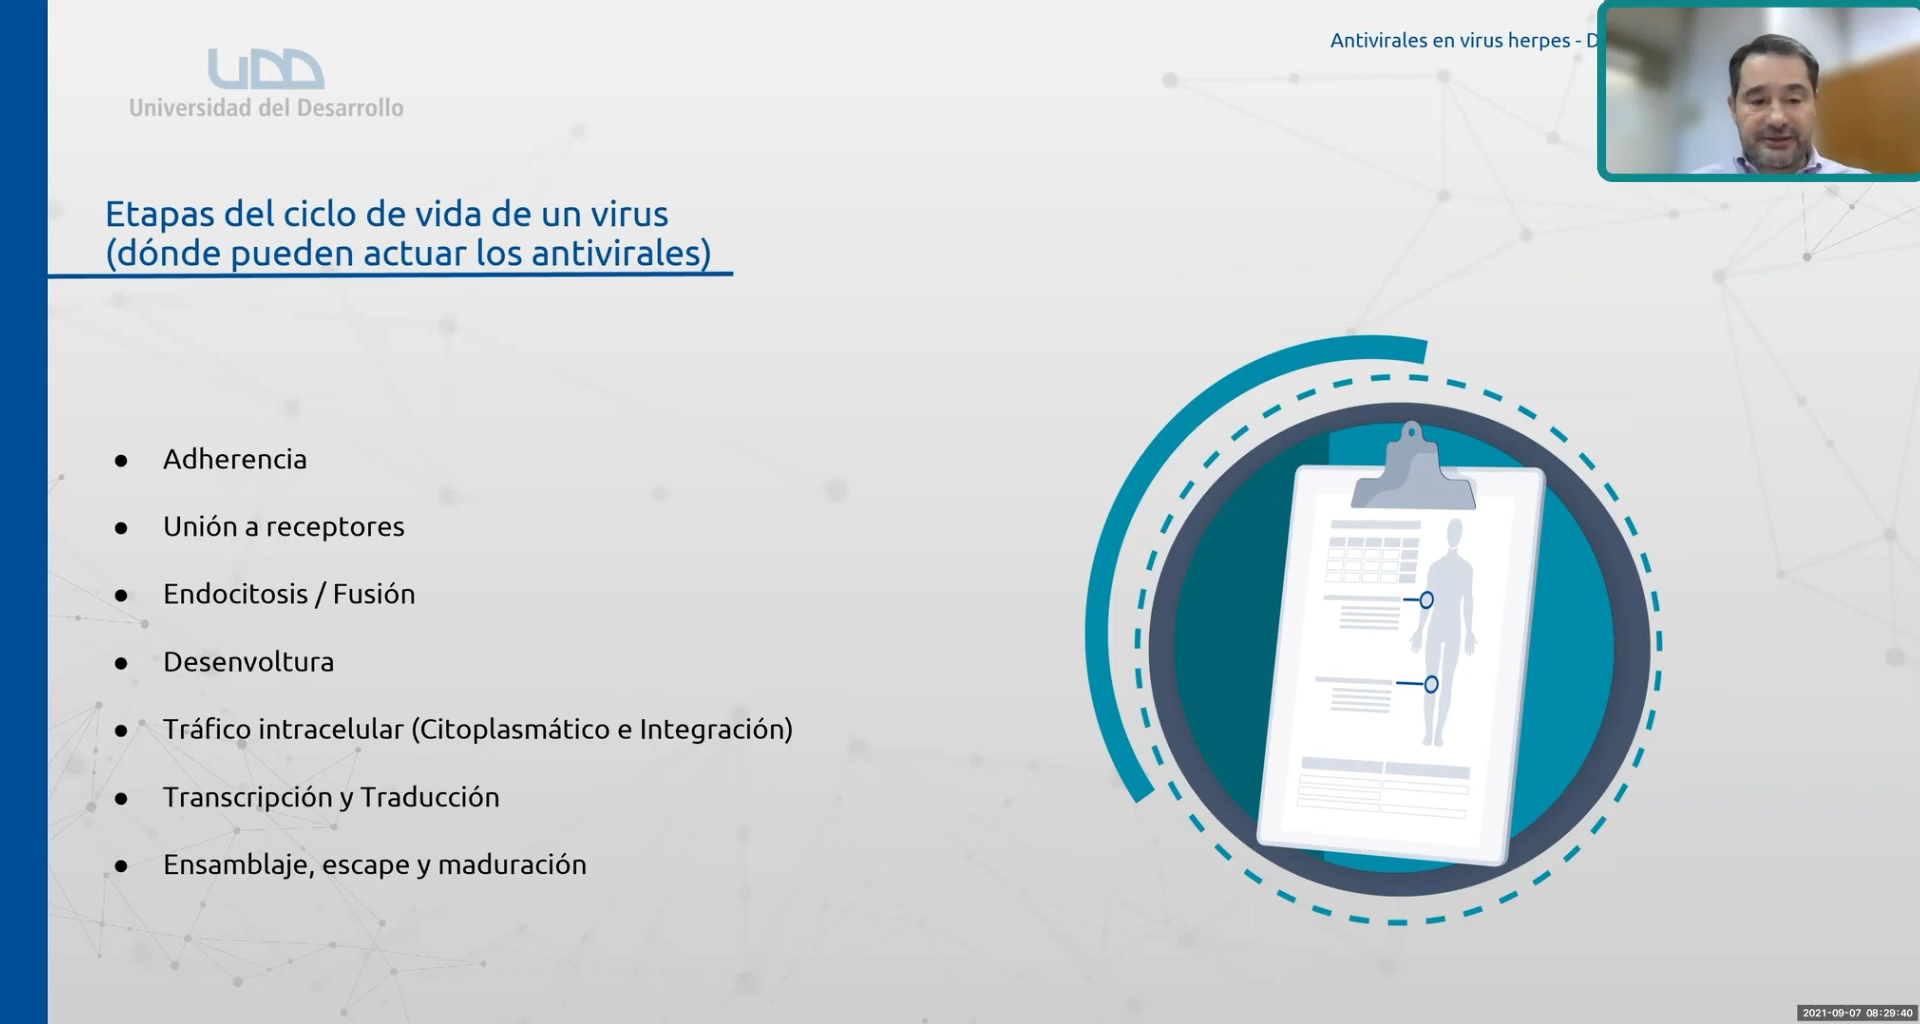 Antivirales en virus herpes - D
UDD
Universidad del Desarrollo
Etapas del ciclo de vida de un virus
(dónde pueden actuar los antivirales)
● Adherencia
● Unión a receptores
● Endocitosis / Fusión
● Desenvoltura
● Tráfico intracelular (Citoplasmático e Integración)
● Transcripción y Traducción
● Ensamblaje, escape y maduración
2021-09-07 08:29:40